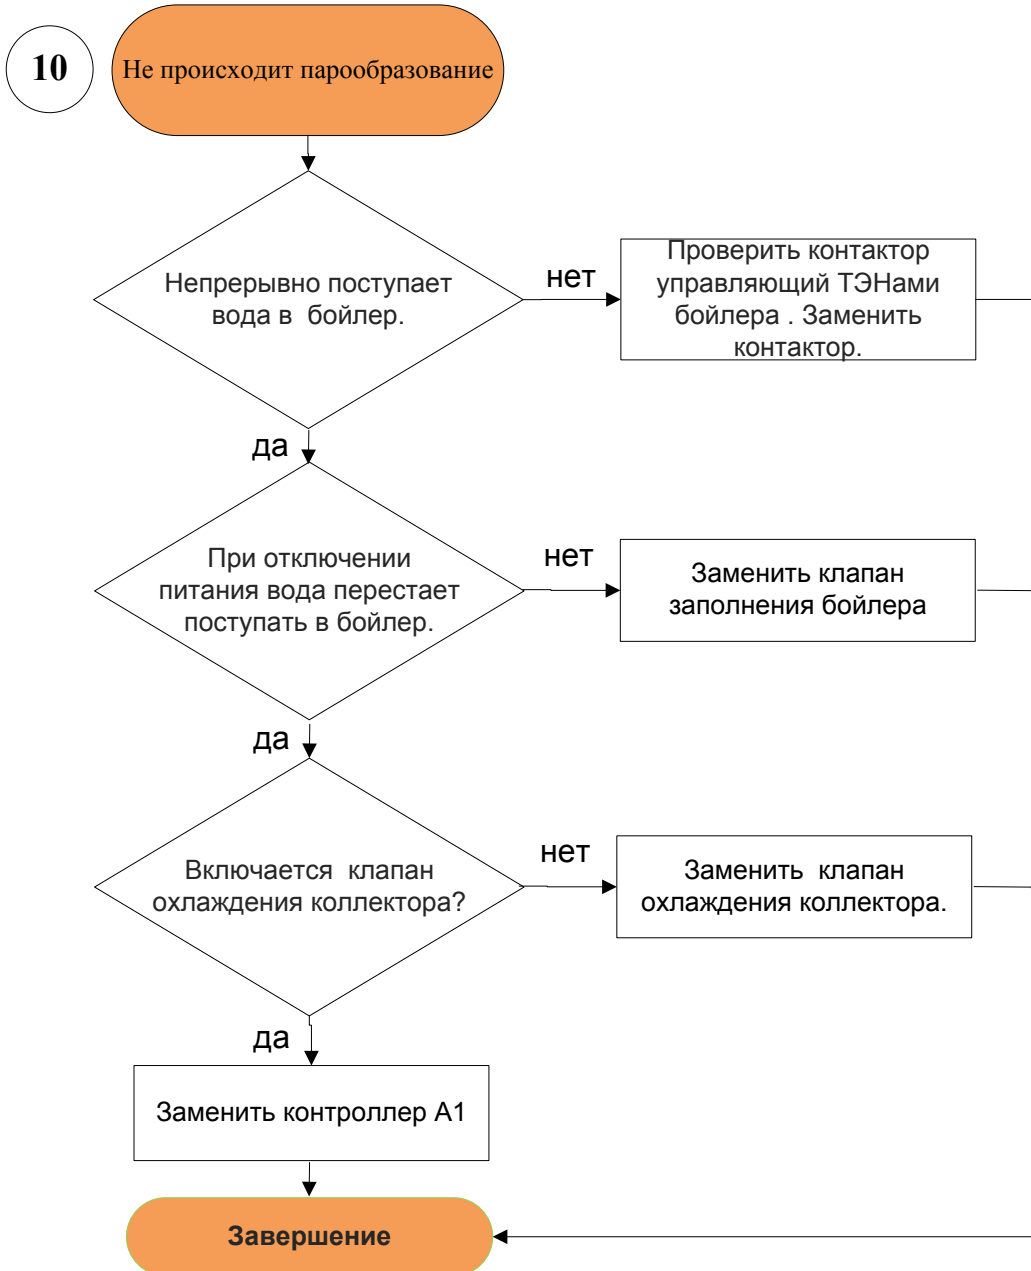 10
Не происходит парообразование
Непрерывно поступает
вода в бойлер.
нет
Проверить контактор
управляющий ТЭНами
бойлера . Заменить
контактор.
да
При отключении
питания вода перестает
поступать в бойлер.
нет
Заменить клапан
заполнения бойлера
да
Включается клапан
охлаждения коллектора?
нет
Заменить клапан
охлаждения коллектора.
да
Заменить контроллер А1
Завершение